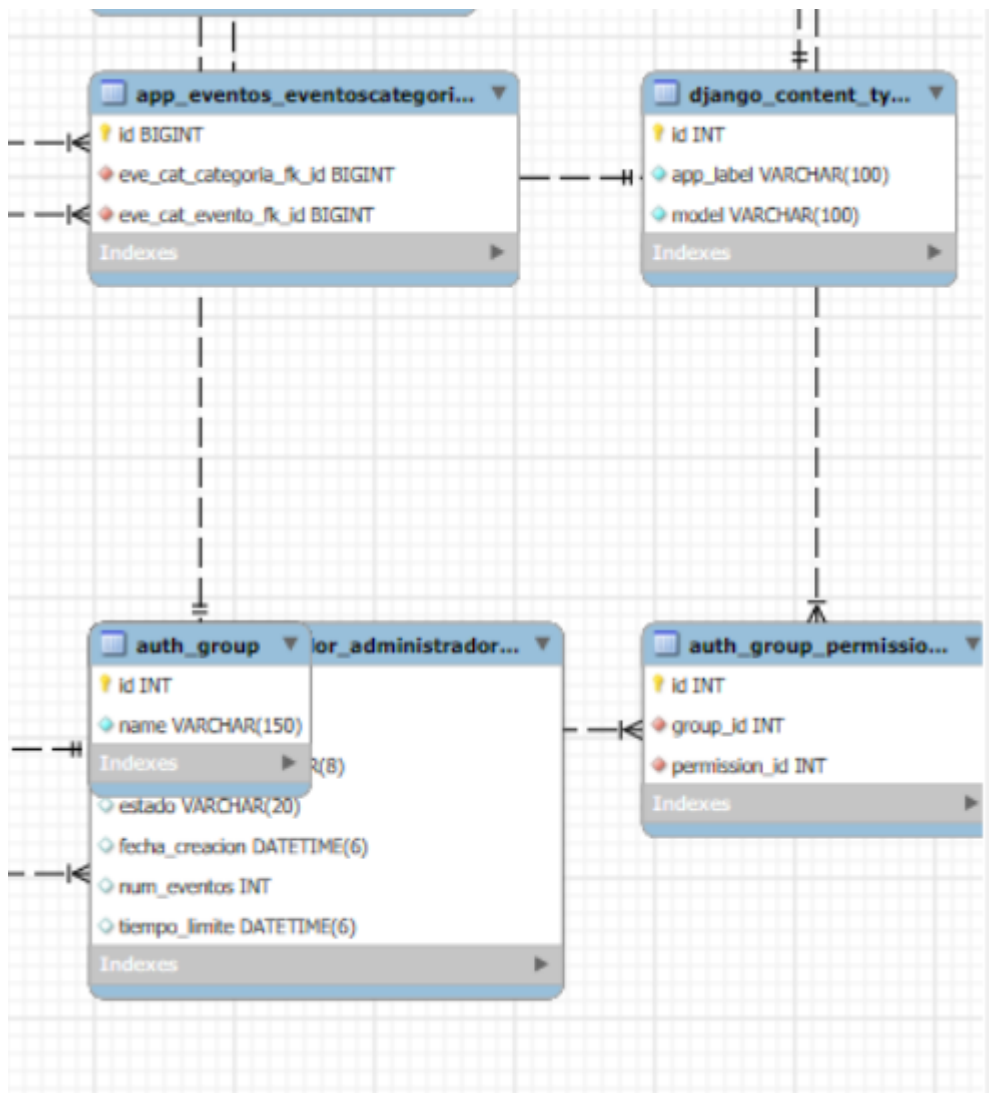 app_eventos_eventoscategori...
id BIGINT
eve_cat_categoria_fk_id BIGINT
eve_cat_evento_fk_id BIGINT
Indexes
django_content_ty...
id INT
app_label VARCHAR(100)
model VARCHAR(100)
Indexes
auth_group
id INT
name VARCHAR(150)
Indexes
dor_administrador...
R(8)
estado VARCHAR(20)
fecha_creacion DATETIME(6)
num_eventos INT
tiempo_limite DATETIME(6)
Indexes
auth_group_permissio...
id INT
group_id INT
permission_id INT
Indexes